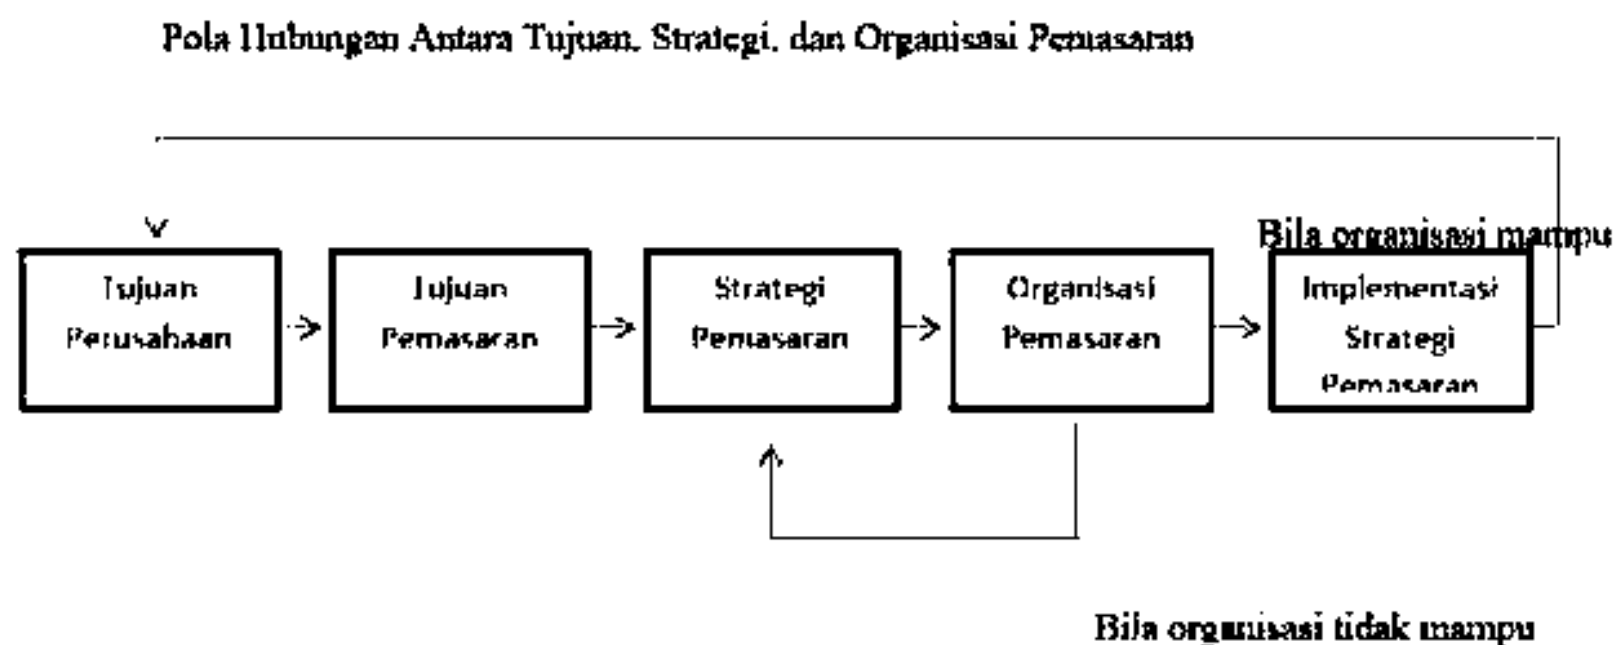 Pola Hubungan Antara Tujuan, Strategi, dan Organisasi Pemasaran
Bila organisasi mampu
Tujuan
Perusahaan
Tujuan
Pemasaran
Strategi
Pemasaran
Organisasi
Pemasaran
Implementasi
Strategi
Pemasaran
Bila organisasi tidak mampu